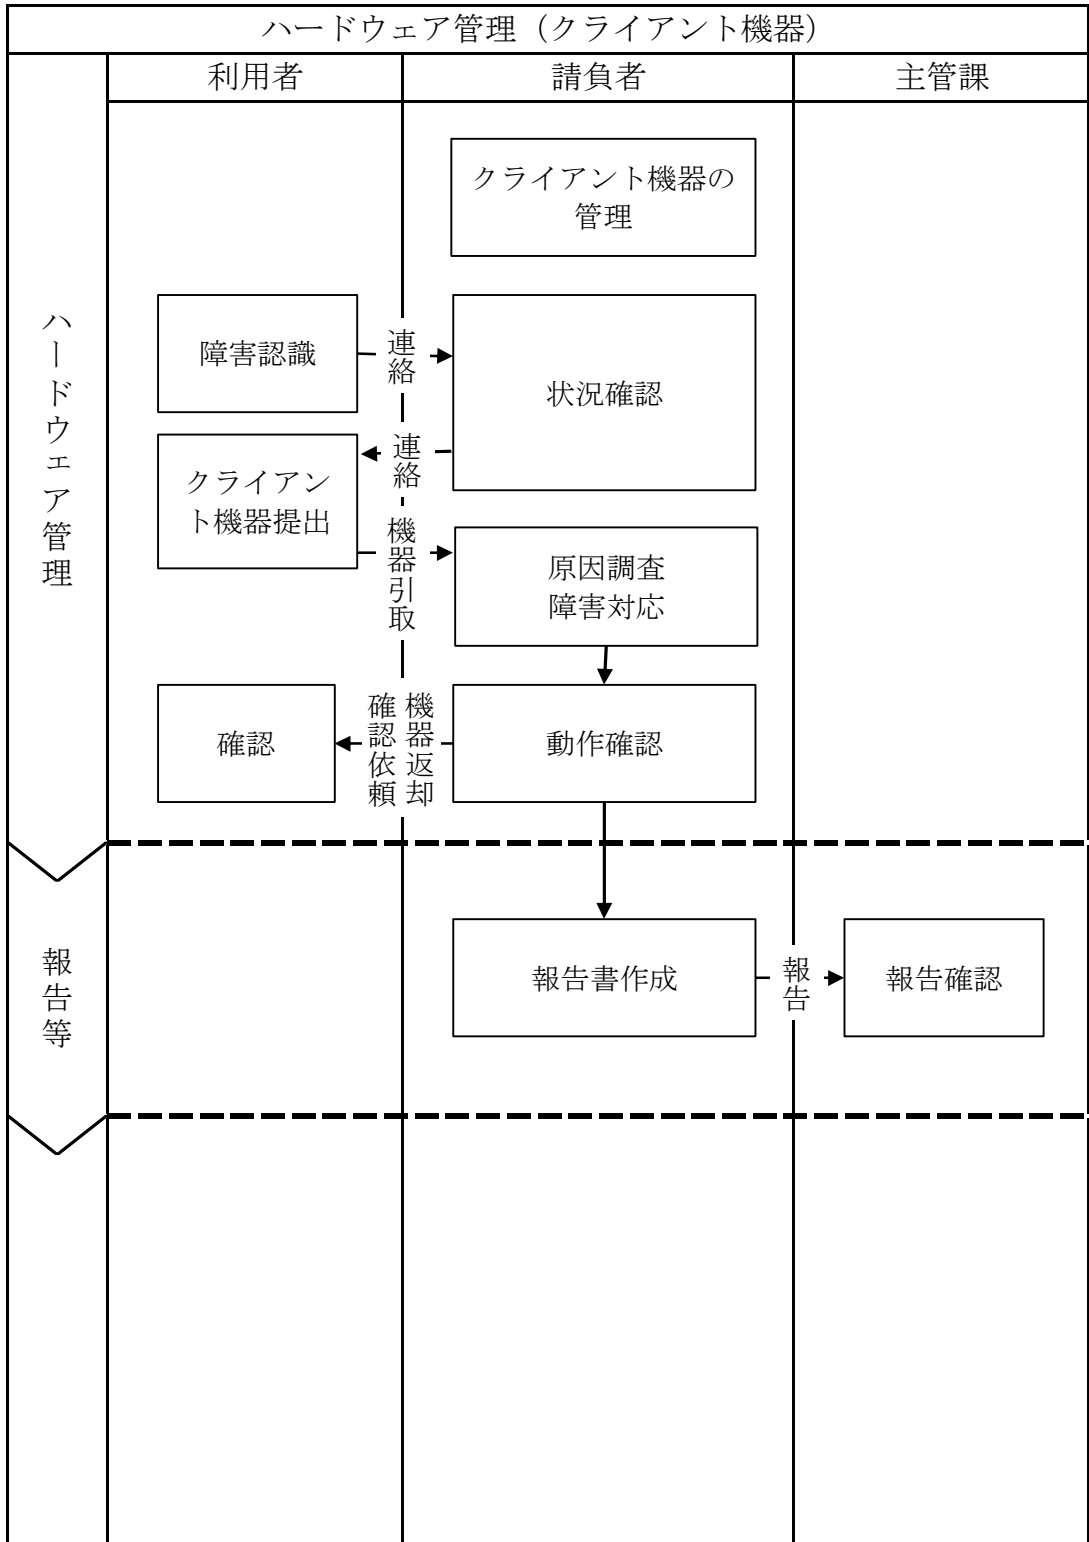 ハードウェア管理（クライアント機器）
利用者
請負者
主管課
ハードウェア管理
クライアント機器の
管理
障害認識
連絡
状況確認
連絡
クライアン
ト機器提出
機器引取
原因調査
障害対応
確認
機器返却
確認依頼
動作確認
報告等
報告書作成
報告
報告確認